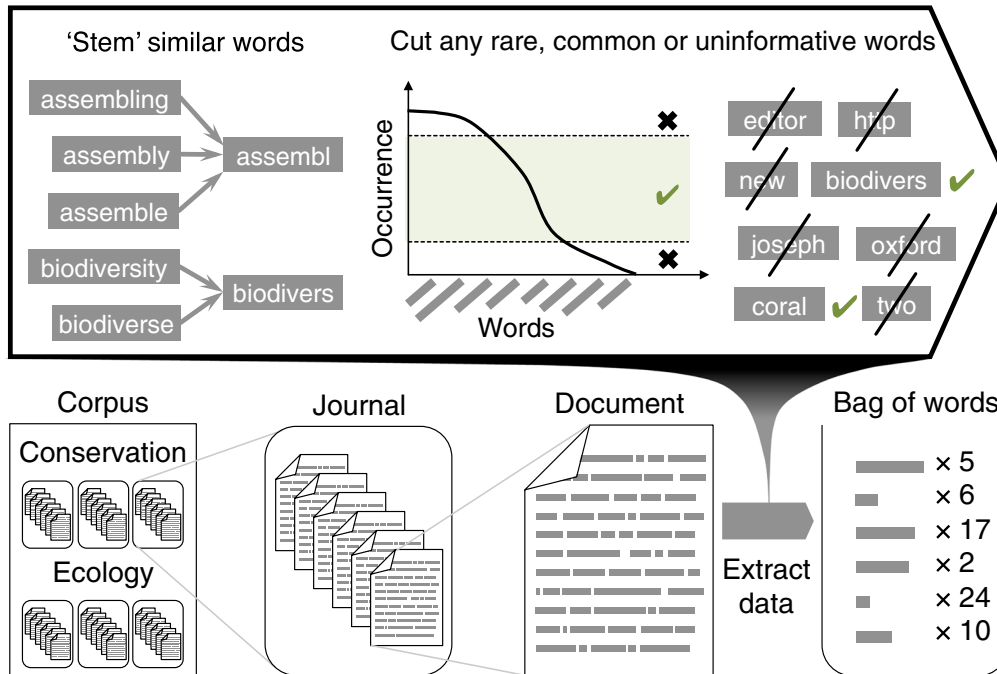 ‘Stem’ similar words
assembling
assembly
assemble
assembl
biodiversity
biodiverse
biodivers
Cut any rare, common or uninformative words
Occurrence
Words
editor
http
new
biodivers
joseph
oxford
coral
two
Corpus
Conservation
Ecology
Journal
Document
Extract
data
Bag of words
× 5
× 6
× 17
× 2
× 24
× 10